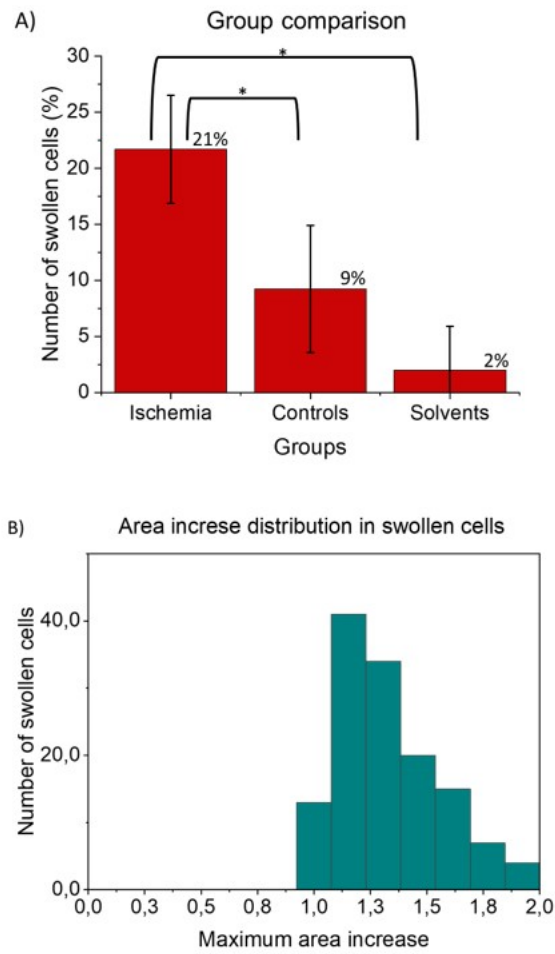 A) Group comparison
Number of swollen cells (%)
30
25
20
15
10
5
0
*
*
21%
9%
2%
Ischemia Controls Solvents
Groups
B) Area increse distribution in swollen cells
Number of swollen cells
40,0
20,0
0,0
0,0 0,3 0,5 0,8 1,0 1,3 1,5 1,8 2,0
Maximum area increase